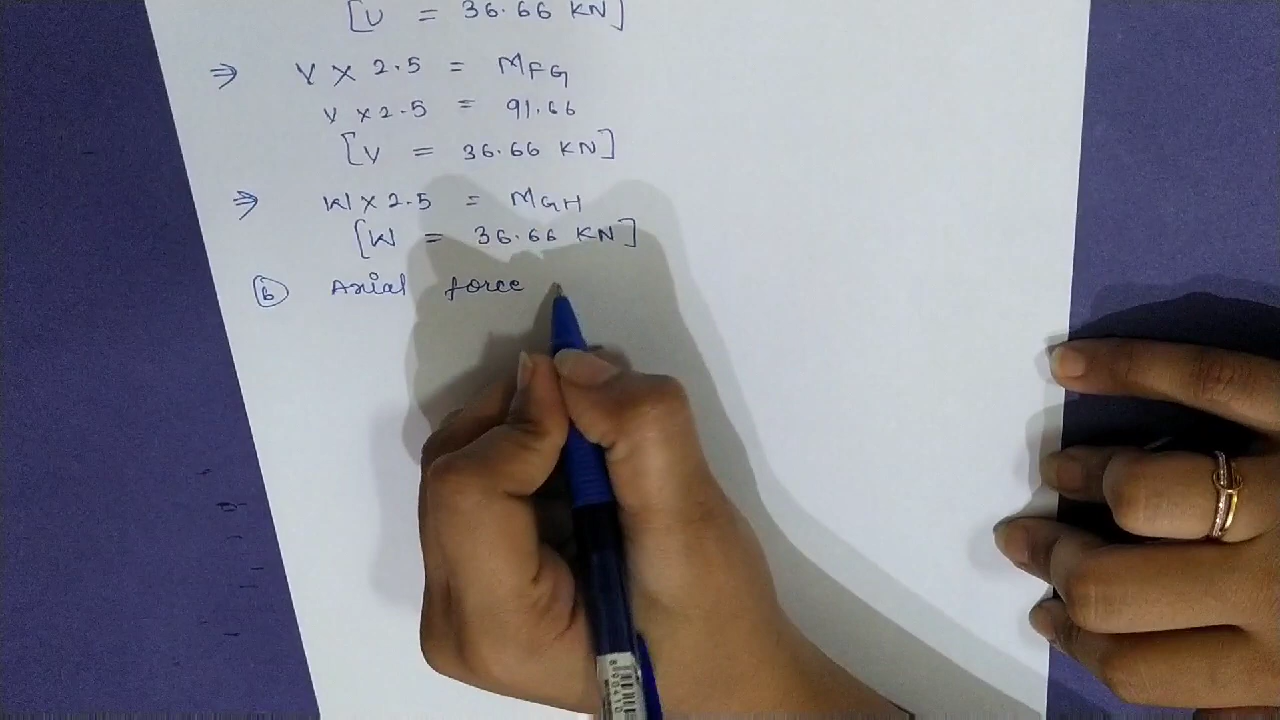 [U = 36.66 KN]
⇒ V × 2.5 = MFG
V × 2.5 = 91.66
[V = 36.66 KN]
⇒ W × 2.5 = MGH
[W = 36.66 KN]
(b) Axial force